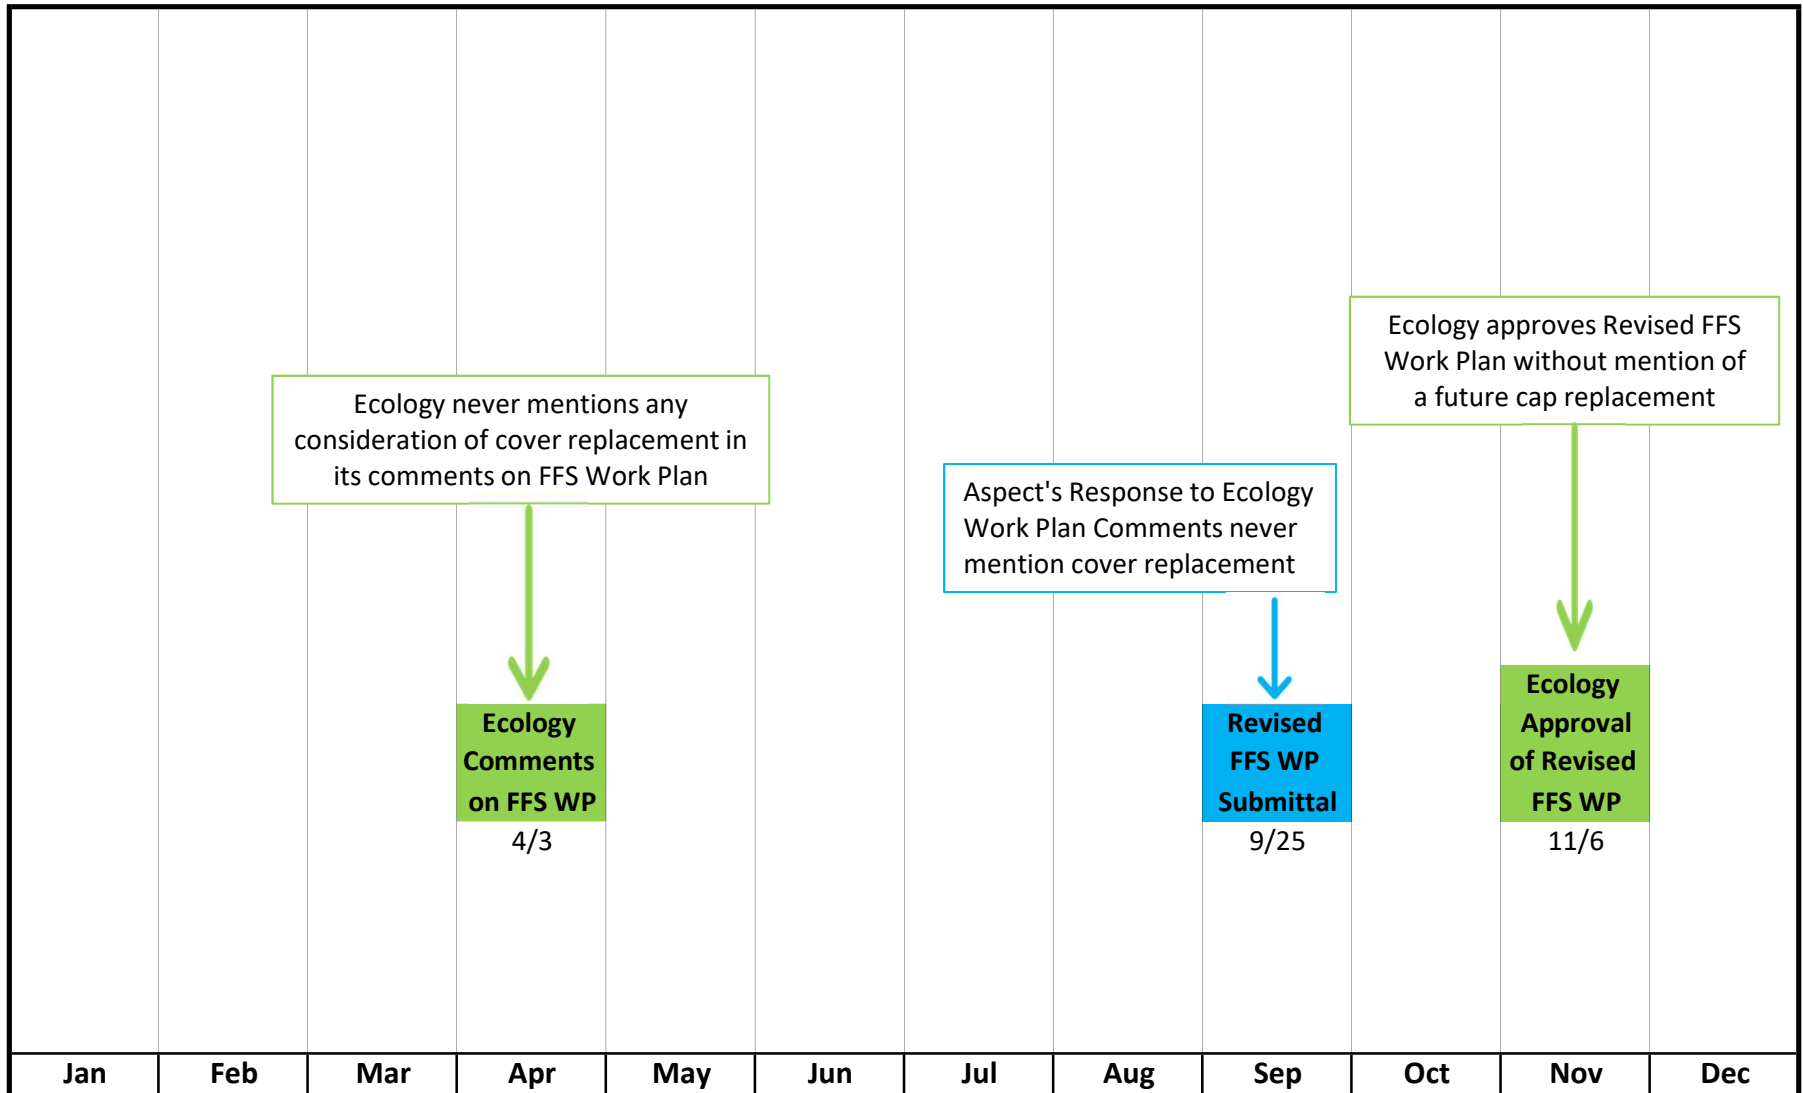 Ecology never mentions any
consideration of cover replacement in
its comments on FFS Work Plan
Ecology
Comments
on FFS WP
4/3
Aspect's Response to Ecology
Work Plan Comments never
mention cover replacement
Revised
FFS WP
Submittal
9/25
Ecology approves Revised FFS
Work Plan without mention of
a future cap replacement
Ecology
Approval
of Revised
FFS WP
11/6
Jan Feb Mar Apr May Jun Jul Aug Sep Oct Nov Dec